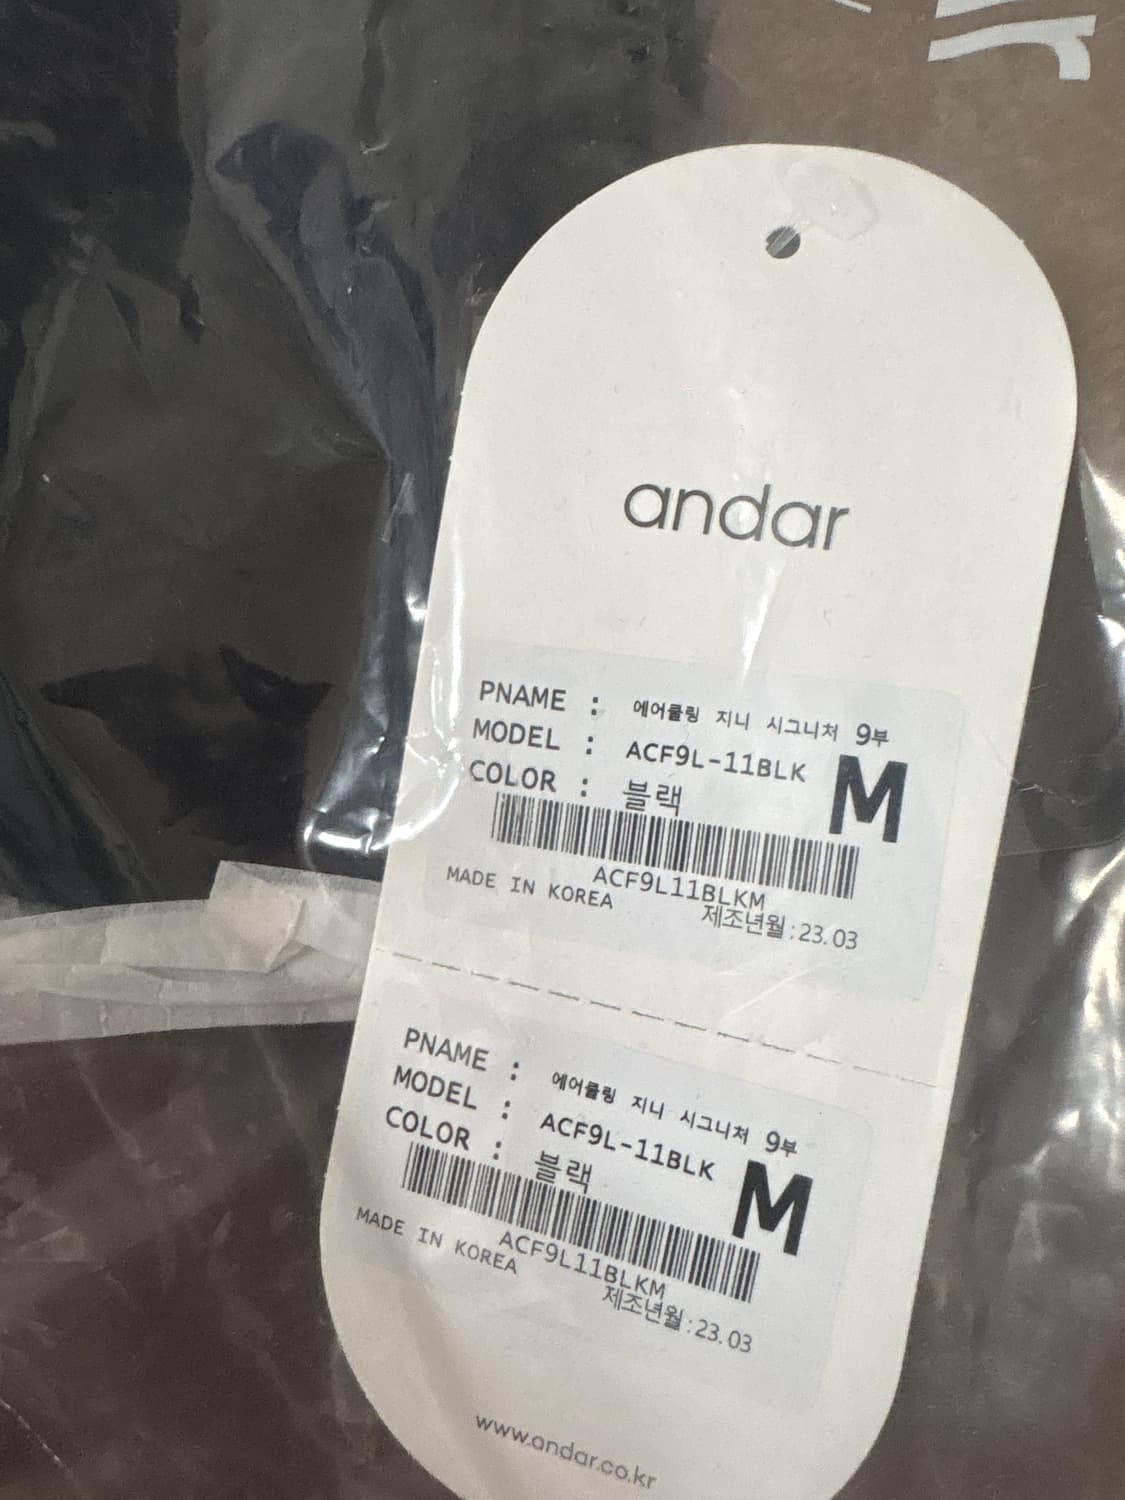 andar
PNAME : 에어쿨링 지니 시그니처 9부
MODEL : ACF9L-11BLK
COLOR : 블랙
M
ACF9L11BLKM
MADE IN KOREA
제조년월:23.03
PNAME : 에어쿨링 지니 시그니처 9부
MODEL : ACF9L-11BLK
COLOR : 블랙
M
ACF9L11BLKM
MADE IN KOREA
제조년월:23.03
www.andar.co.kr